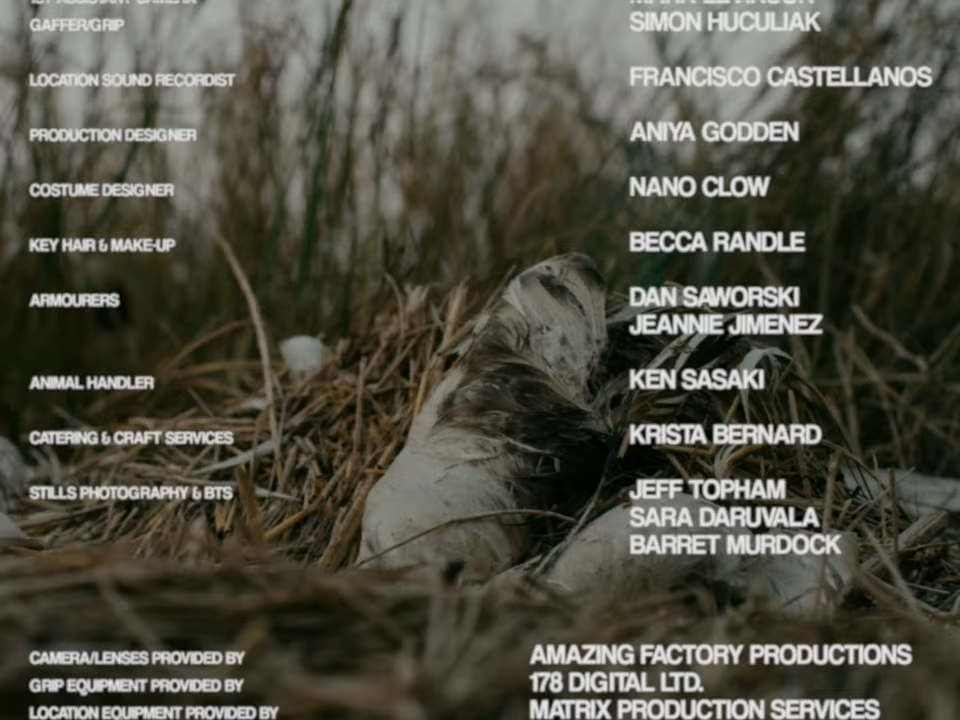 GAFFER/GRIP SIMON HUCULIAK
LOCATION SOUND RECORDIST FRANCISCO CASTELLANOS
PRODUCTION DESIGNER ANIYA GODDEN
COSTUME DESIGNER NANO CLOW
KEY HAIR & MAKE-UP BECCA RANDLE
ARMOURERS DAN SAWORSKI
JEANNIE JIMENEZ
ANIMAL HANDLER KEN SASAKI
CATERING & CRAFT SERVICES KRISTA BERNARD
STILLS PHOTOGRAPHY & BTS JEFF TOPHAM
SARA DARUVALA
BARRET MURDOCK
CAMERA/LENSES PROVIDED BY AMAZING FACTORY PRODUCTIONS
GRIP EQUIPMENT PROVIDED BY 178 DIGITAL LTD.
LOCATION EQUIPMENT PROVIDED BY MATRIX PRODUCTION SERVICES